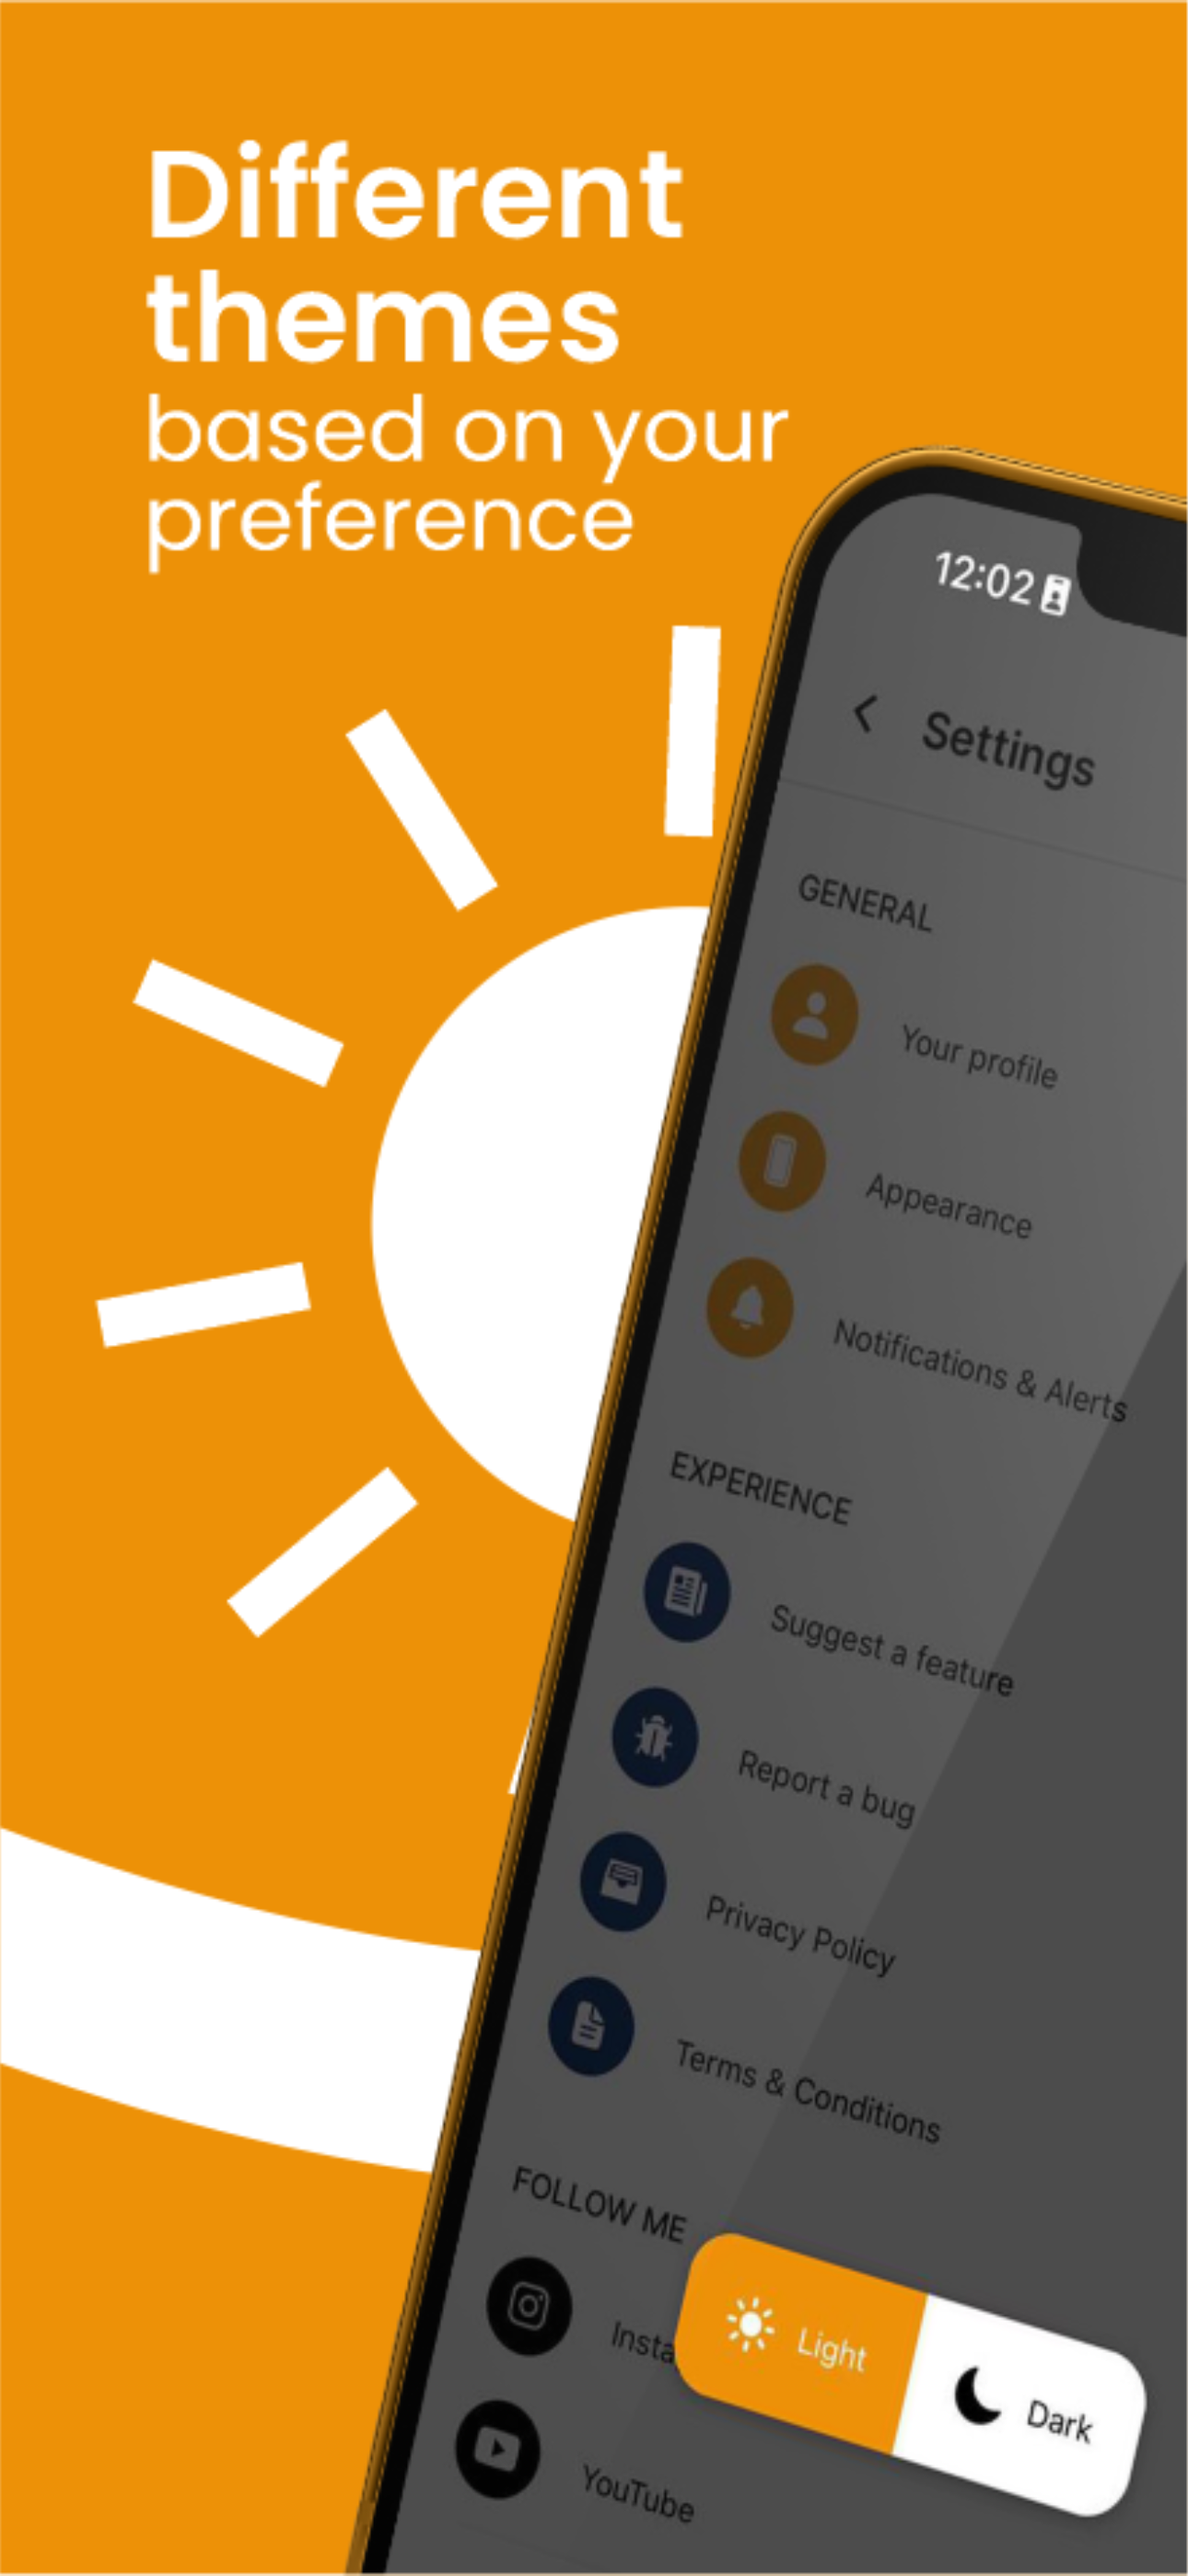 Different
themes
based on your
preference
12:02
Settings
GENERAL
Your profile
Appearance
Notifications & Alerts
EXPERIENCE
Suggest a feature
Report a bug
Privacy Policy
Terms & Conditions
FOLLOW ME
Insta
YouTube
Light
Dark